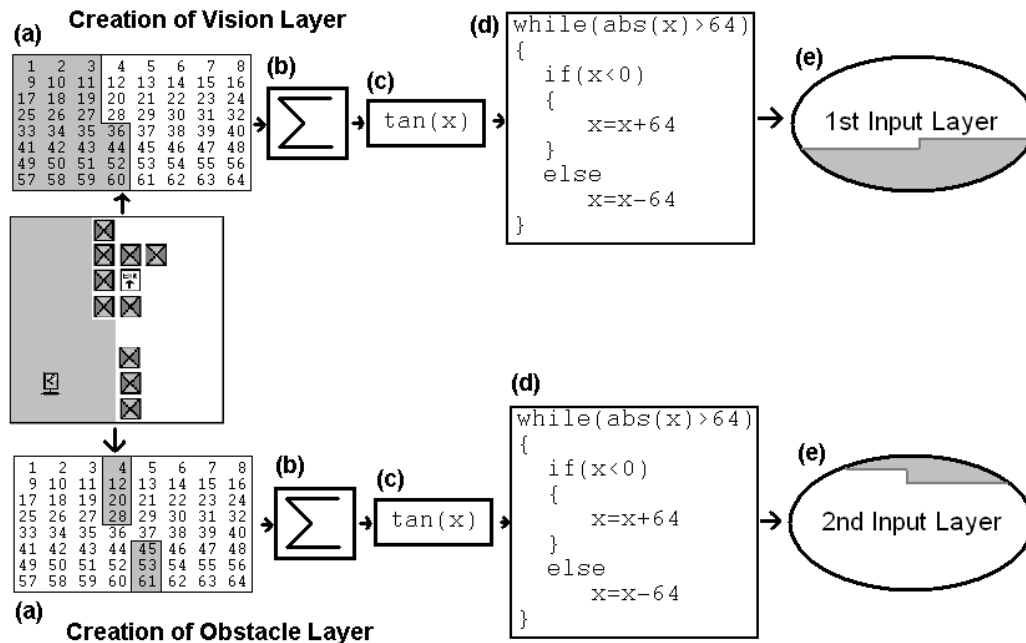 Creation of Vision Layer
(a)
1 2 3 4 5 6 7 8
9 10 11 12 13 14 15 16
17 18 19 20 21 22 23 24
25 26 27 28 29 30 31 32
33 34 35 36 37 38 39 40
41 42 43 44 45 46 47 48
49 50 51 52 53 54 55 56
57 58 59 60 61 62 63 64
(b)
(c)
tan(x)
(d)
while(abs(x)>64)
{
if(x<0)
{
x=x+64
}
else
x=x-64
}
(e)
1st Input Layer
EXIT
1 2 3 4 5 6 7 8
9 10 11 12 13 14 15 16
17 18 19 20 21 22 23 24
25 26 27 28 29 30 31 32
33 34 35 36 37 38 39 40
41 42 43 44 45 46 47 48
49 50 51 52 53 54 55 56
57 58 59 60 61 62 63 64
(a)
Creation of Obstacle Layer
(b)
(c)
tan(x)
(d)
while(abs(x)>64)
{
if(x<0)
{
x=x+64
}
else
x=x-64
}
(e)
2nd Input Layer